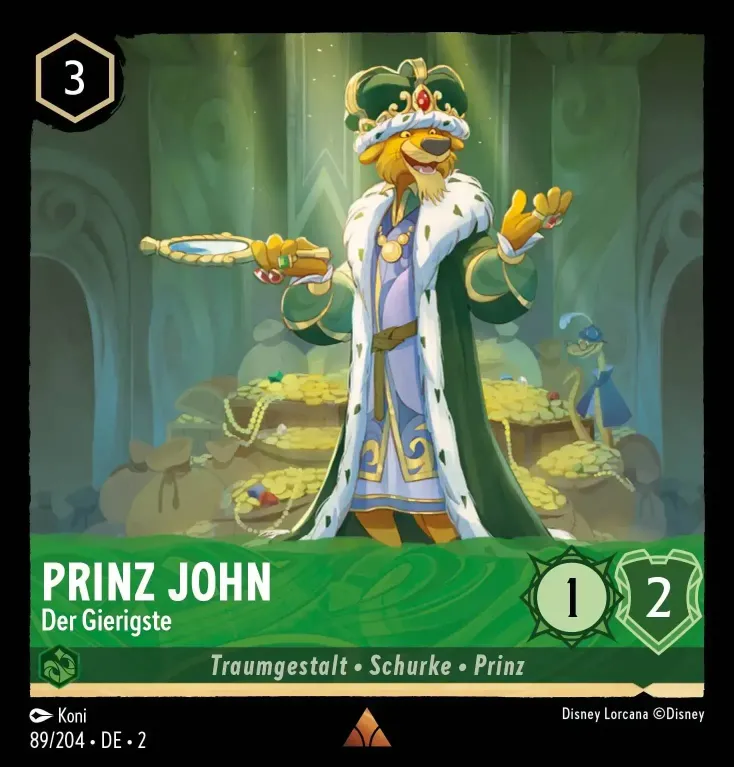 3
PRINZ JOHN
Der Gierigste
1
2
Traumgestalt • Schurke • Prinz
Koni
Disney Lorcana ©Disney
89/204 • DE • 2